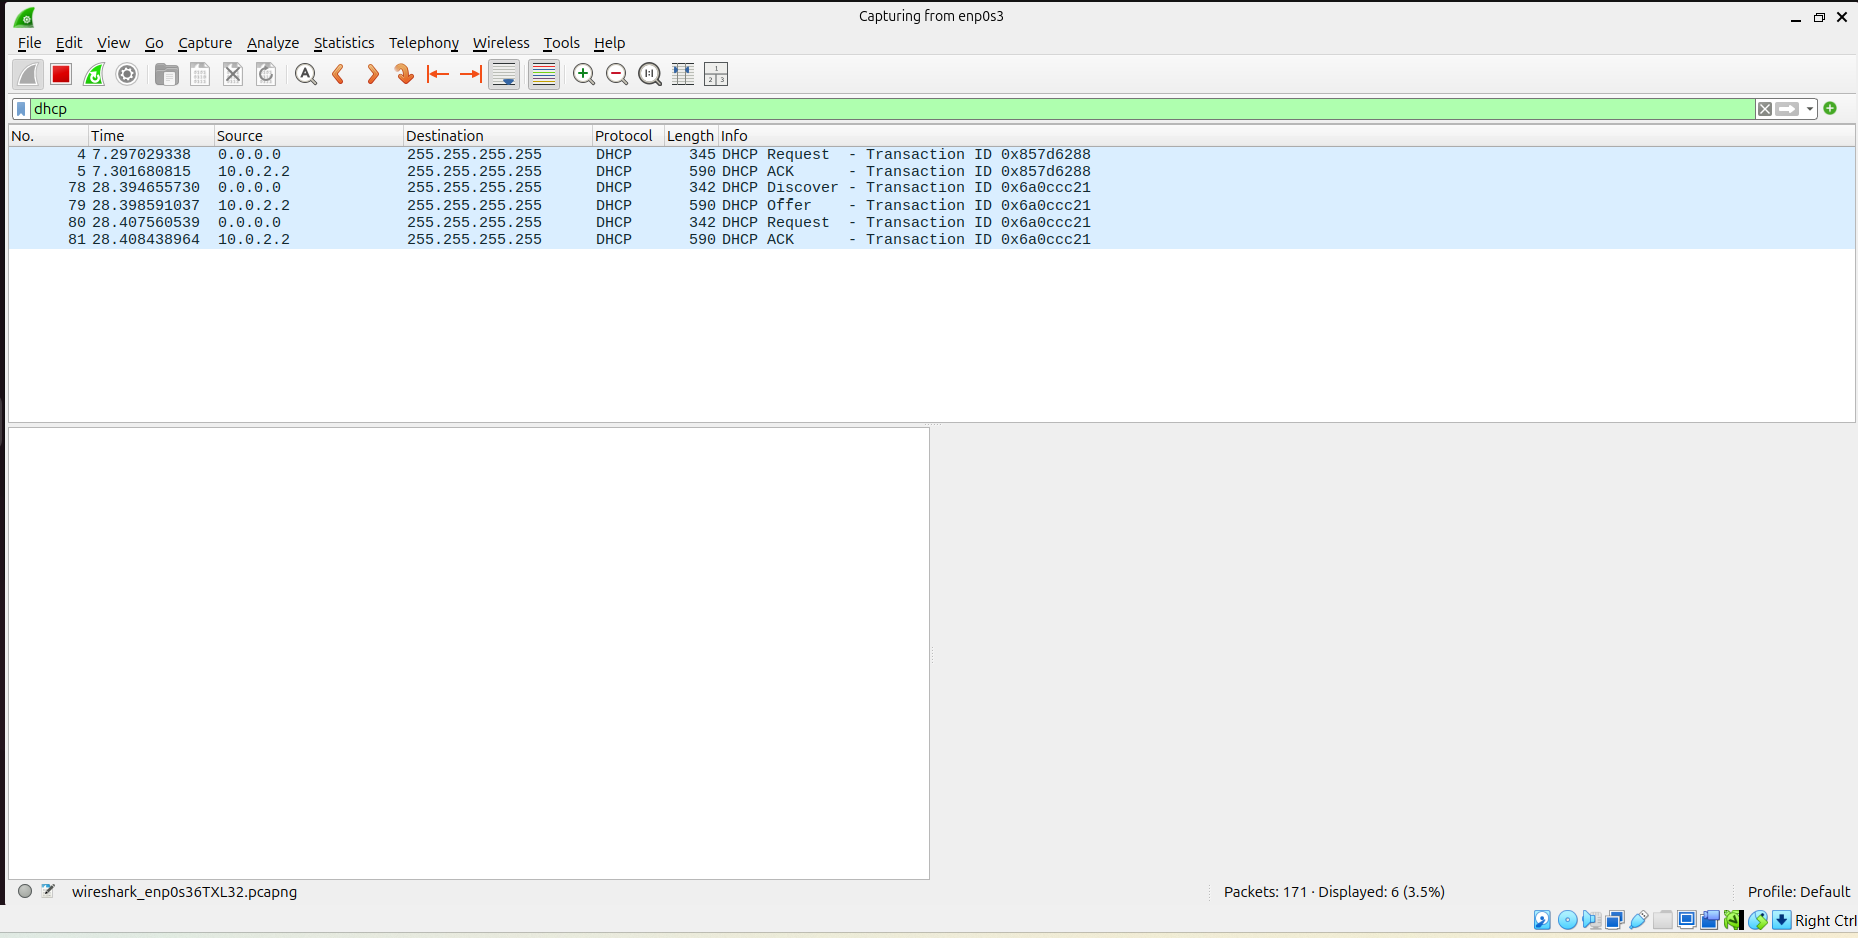 Capturing from enp0s3
File Edit View Go Capture Analyze Statistics Telephony Wireless Tools Help
dhcp
No. Time Source Destination Protocol Length Info
4 7.297029338 0.0.0.0 255.255.255.255 DHCP 345 DHCP Request - Transaction ID 0x857d6288
5 7.301680815 10.0.2.2 255.255.255.255 DHCP 590 DHCP ACK - Transaction ID 0x857d6288
78 28.394655730 0.0.0.0 255.255.255.255 DHCP 342 DHCP Discover - Transaction ID 0x6a0ccc21
79 28.398591037 10.0.2.2 255.255.255.255 DHCP 590 DHCP Offer - Transaction ID 0x6a0ccc21
80 28.407560539 0.0.0.0 255.255.255.255 DHCP 342 DHCP Request - Transaction ID 0x6a0ccc21
81 28.408438964 10.0.2.2 255.255.255.255 DHCP 590 DHCP ACK - Transaction ID 0x6a0ccc21
wireshark_enp0s36TXL32.pcapng Packets: 171 · Displayed: 6 (3.5%) Profile: Default
Right Ctrl